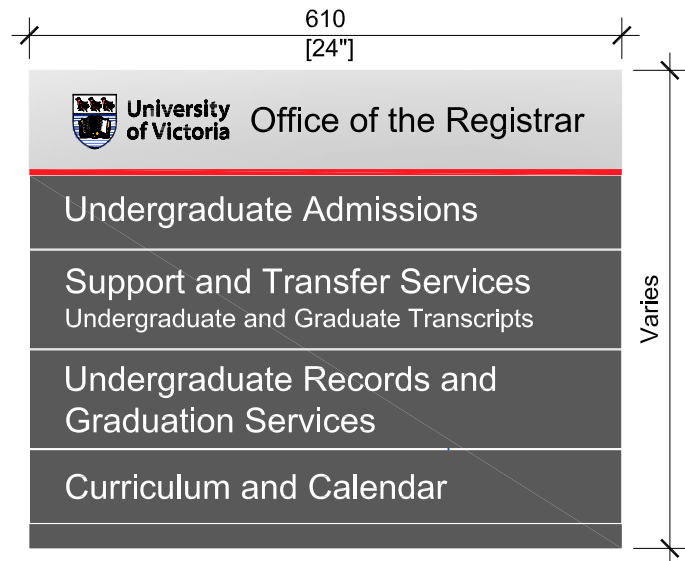 610
[24"]
University
of Victoria
Office of the Registrar
Undergraduate Admissions
Support and Transfer Services
Undergraduate and Graduate Transcripts
Undergraduate Records and
Graduation Services
Curriculum and Calendar
Varies